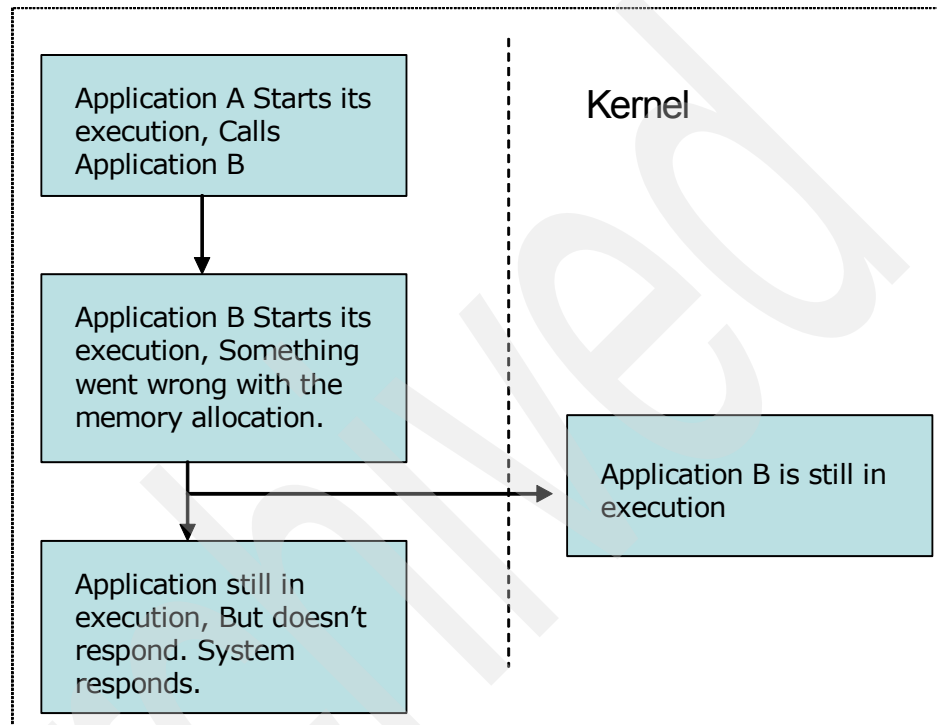 Application A Starts its
execution, Calls
Application B
Kernel
Application B Starts its
execution, Something
went wrong with the
memory allocation.
Application B is still in
execution
Application still in
execution, But doesn't
respond. System
responds.
hived